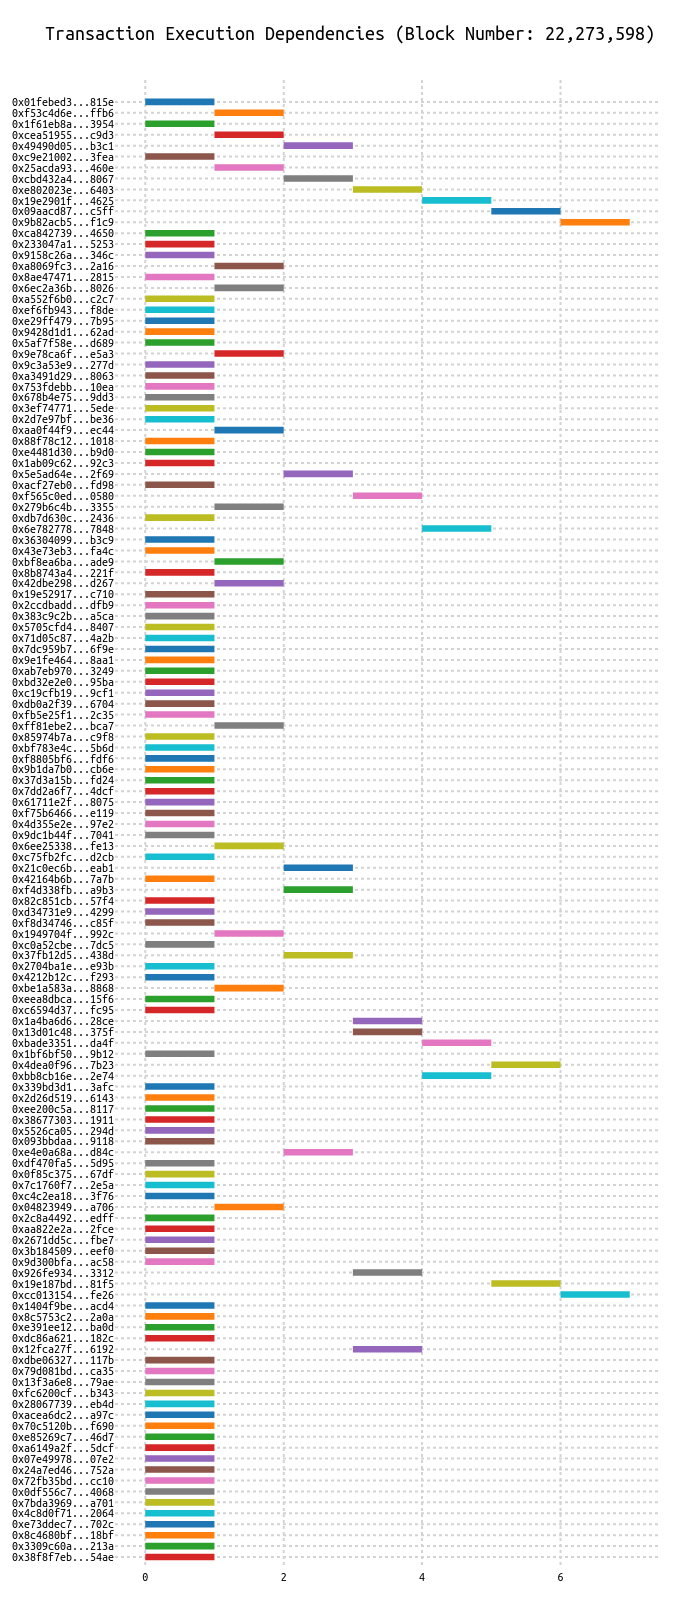 Transaction Execution Dependencies (Block Number: 22,273,598)
0x01febed3...815e
0xf53c4d6e...ffb6
0x1f61eb8a...3954
0xcea51955...c9d3
0x49490d05...b3c1
0xc9e21002...3fea
0x25acda93...460e
0xcbd432a4...8067
0xe802023e...6403
0x19e2901f...4625
0x09aacd87...c5ff
0x9b82acb5...f1c9
0xca842739...4650
0x233047a1...5253
0x9158c26a...346c
0xa8069fc3...2a16
0x8ae47471...2815
0x6ec2a36b...8026
0xa552f6b0...c2c7
0xef6fb943...f8de
0xe29ff479...7b95
0x9428d1d1...62ad
0x5af7f58e...d689
0x9e78ca6f...e5a3
0x9c3a53e9...277d
0xa3491d29...8063
0x753fdebb...10ea
0x678b4e75...9dd3
0x3ef74771...5ede
0x2d7e97bf...be36
0xaa0f44f9...ec44
0x88f78c12...1018
0xe4481d30...b9d0
0x1ab09c62...92c3
0x5e5ad64e...2f69
0xacf27eb0...fd98
0xf565c0ed...0580
0x279b6c4b...3355
0xdb7d630c...2436
0x6e782778...7848
0x36304099...b3c9
0x43e73eb3...fa4c
0xbf8ea6ba...ade9
0x8b8743a4...221f
0x42dbe298...d267
0x19e52917...c710
0x2ccdbadd...dfb9
0x383c9c2b...a5ca
0x5705cfd4...8407
0x71d05c87...4a2b
0x7dc959b7...6f9e
0x9e1fe464...8aa1
0xab7eb970...3249
0xbd32e2e0...95ba
0xc19cfb19...9cf1
0xdb0a2f39...6704
0xfb5e25f1...2c35
0xff81ebe2...bca7
0x85974b7a...c9f8
0xbf783e4c...5b6d
0xf8805bf6...fdf6
0x9b1da7b0...cb6e
0x37d3a15b...fd24
0x7dd2a6f7...4dcf
0x61711e2f...8075
0xf75b6466...e119
0x4d355e2e...97e2
0x9dc1b44f...7041
0x6ee25338...fe13
0xc75fb2fc...d2cb
0x21c0ec6b...eab1
0x42164b6b...7a7b
0xf4d338fb...a9b3
0x82c851cb...57f4
0xd34731e9...4299
0xf8d34746...c85f
0x1949704f...992c
0xc0a52cbe...7dc5
0x37fb12d5...438d
0x2704ba1e...e93b
0x4212b12c...f293
0xbe1a583a...8868
0xeea8dbca...15f6
0xc6594d37...fc95
0x1a4ba6d6...28ce
0x13d01c48...375f
0xbade3351...da4f
0x1bf6bf50...9b12
0x4dea0f96...7b23
0xbb8cb16e...2e74
0x339bd3d1...3afc
0x2d26d519...6143
0xee200c5a...8117
0x38677303...1911
0x5526ca05...294d
0x093bbdaa...9118
0xe4e0a68a...d84c
0xdf470fa5...5d95
0x0f85c375...67df
0x7c1760f7...2e5a
0xc4c2ea18...3f76
0x04823949...a706
0x2c8a4492...edff
0xaa822e2a...2fce
0x2671dd5c...fbe7
0x3b184509...eef0
0x9d300bfa...ac58
0x926fe934...3312
0x19e187bd...81f5
0xcc013154...fe26
0x1404f9be...acd4
0x8c5753c2...2a0a
0xe391ee12...ba0d
0xdc86a621...182c
0x12fca27f...6192
0xdbe06327...117b
0x79d081bd...ca35
0x13f3a6e8...79ae
0xfc6200cf...b343
0x28067739...eb4d
0xacea6dc2...a97c
0x70c5120b...f690
0xe85269c7...46d7
0xa6149a2f...5dcf
0x07e49978...07e2
0x24a7ed46...752a
0x72fb35bd...cc10
0x0df556c7...4068
0x7bda3969...a701
0x4c8d0f71...2064
0xe73ddec7...702c
0x8c4680bf...18bf
0x3309c60a...213a
0x38f8f7eb...54ae
0 2 4 6